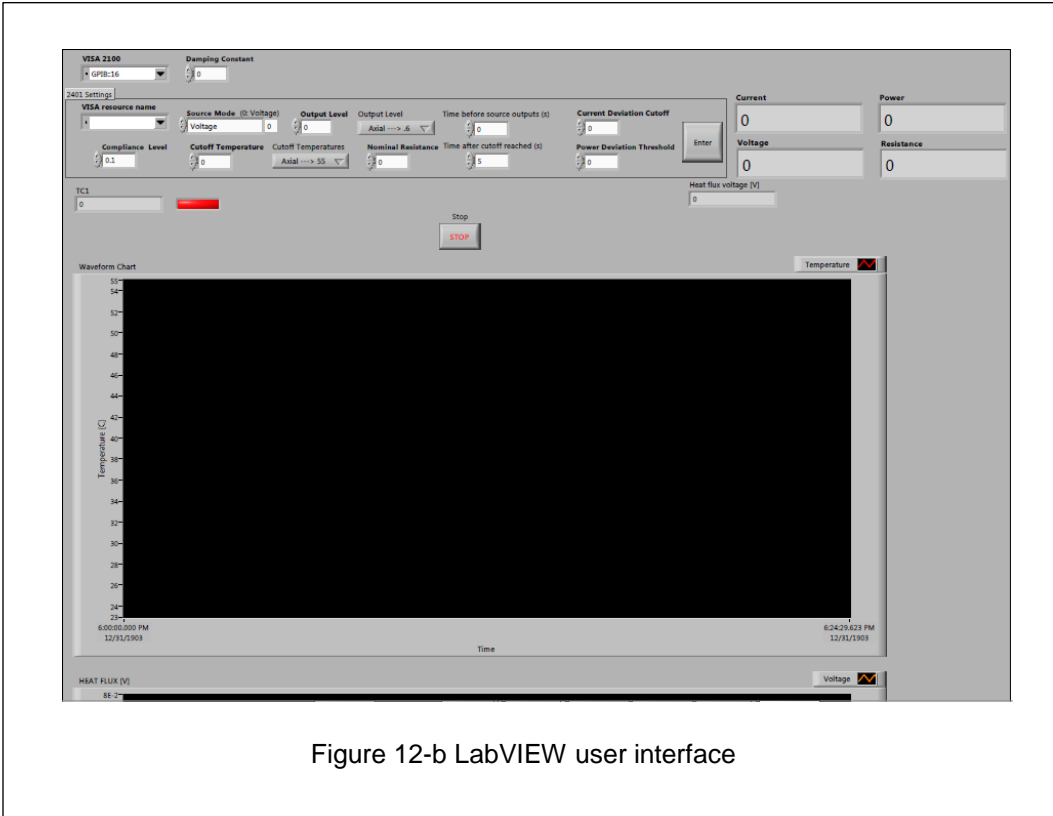 VISA 2100 Damping Constant
GPIB:16 0
2401 Settings
VISA resource name Source Mode (0: Voltage) Output Level Output Level Time before source outputs (s) Current Deviation Cutoff
Voltage 0 0 Axial ---> .6 0 0
Compliance Level Cutoff Temperature Cutoff Temperatures Nominal Resistance Time after cutoff reached (s) Power Deviation Threshold
0.1 0 Axial ---> 55 0 5 0
Enter
Current Power
0 0
Voltage Resistance
0 0
TC1
0
Heat flux voltage [V]
0
Stop
STOP
Waveform Chart
Temperature
55
54
52
50
48
46
44
42
40
38
36
34
32
30
28
26
24
23
Temperature [C]
6:00:00.000 PM
12/31/1903
6:24:29.623 PM
12/31/1903
Time
HEAT FLUX [V]
Voltage
8E-2
Figure 12-b LabVIEW user interface